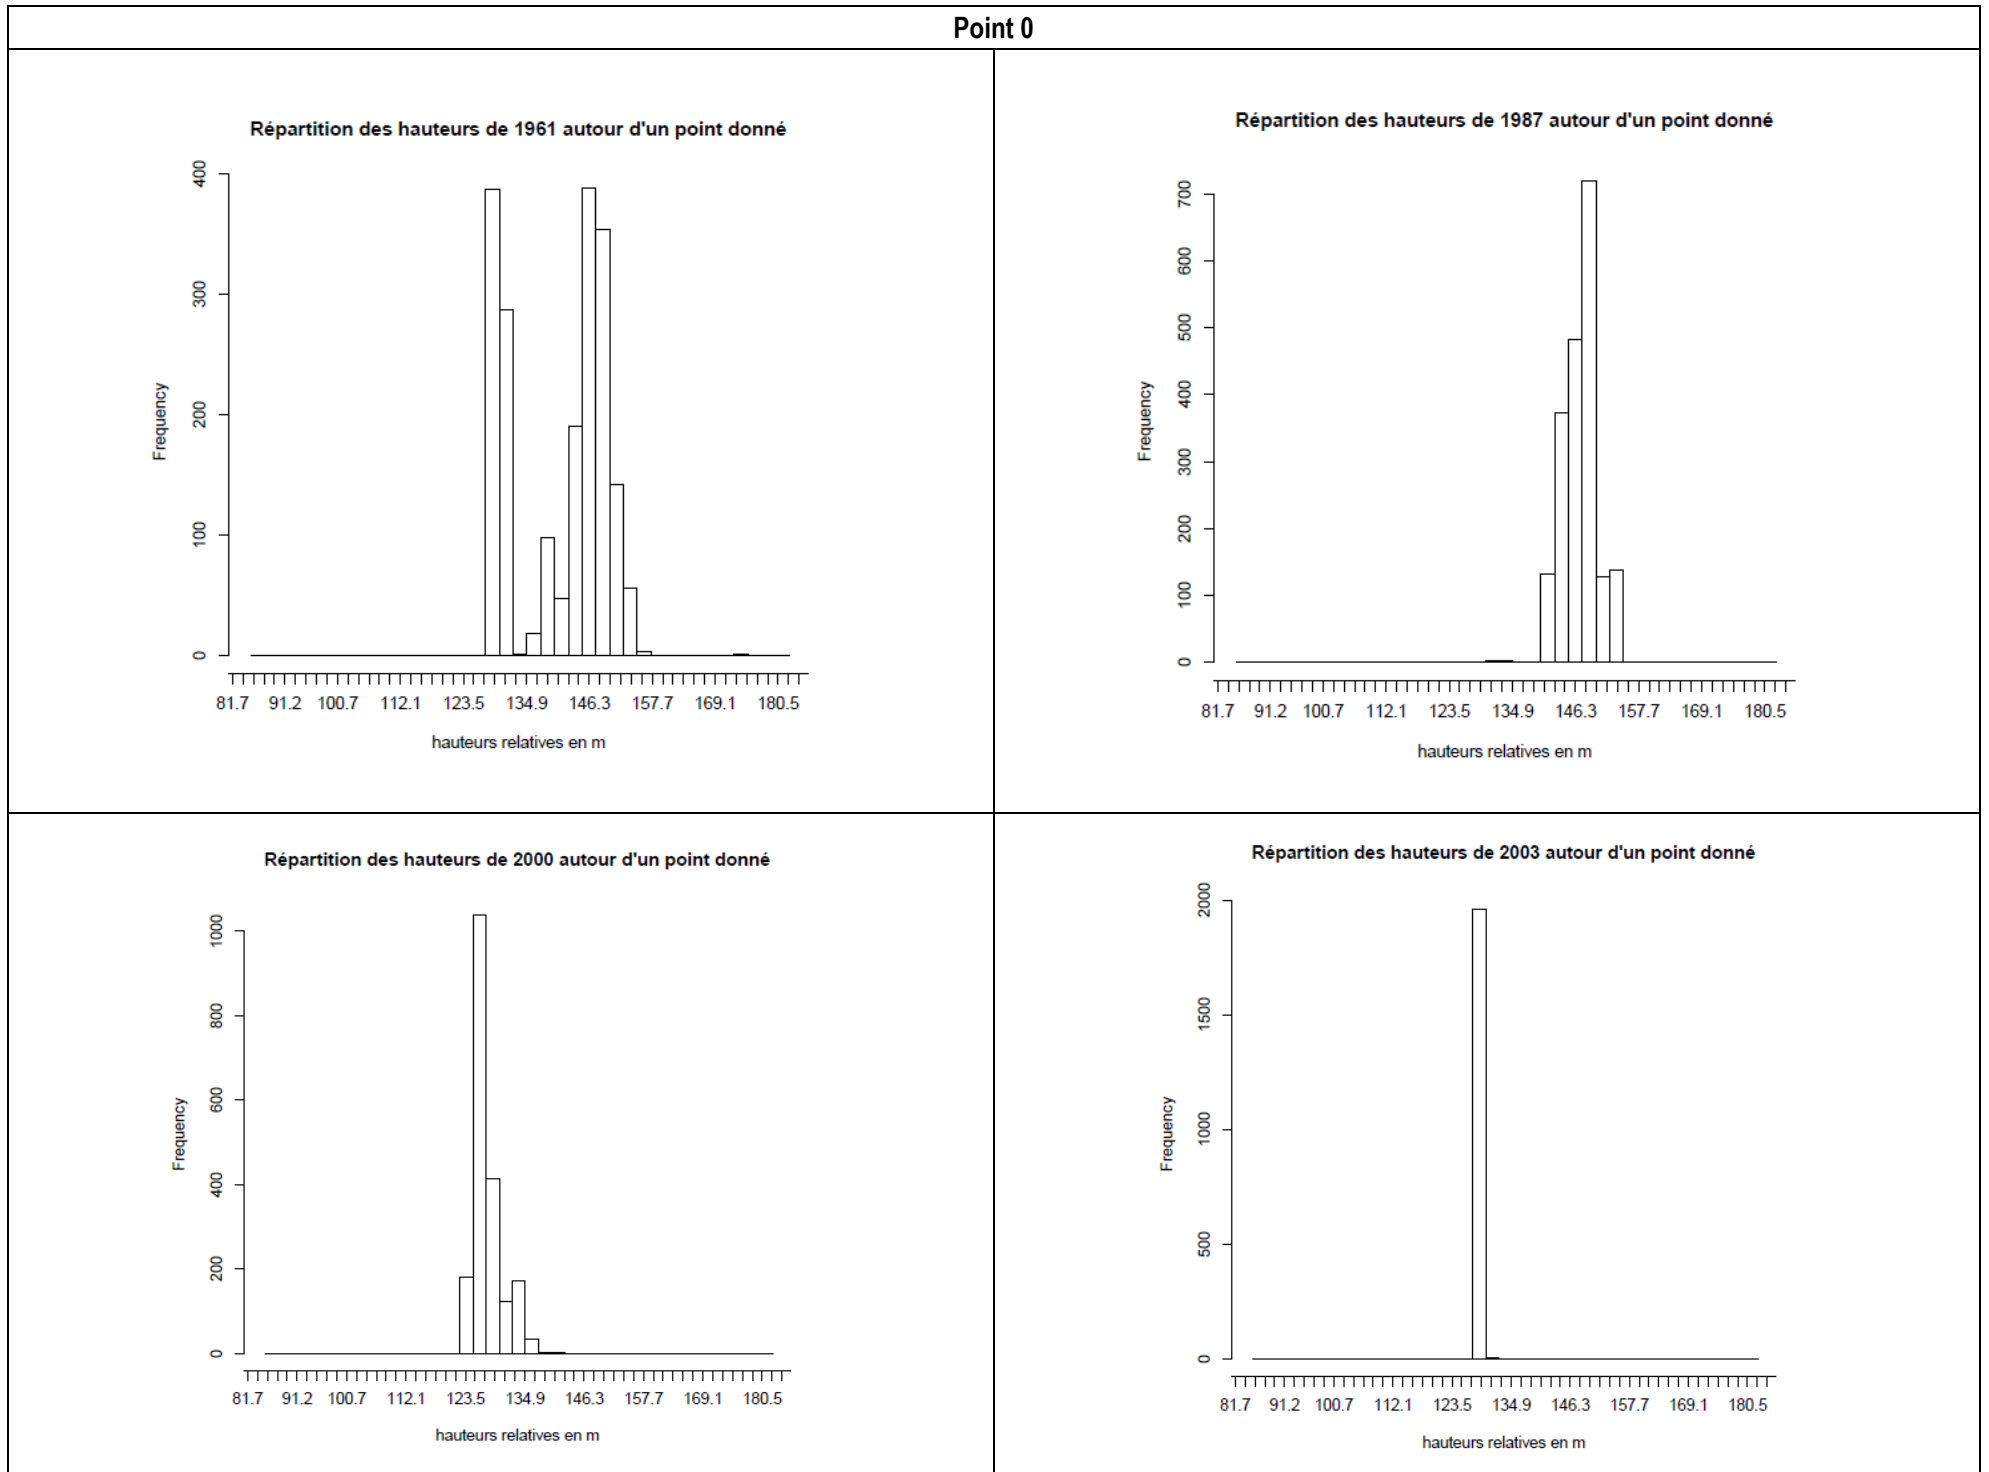 Point 0
Répartition des hauteurs de 1961 autour d'un point donné
400
300
200
100
0
Frequency
81.7 91.2 100.7 112.1 123.5 134.9 146.3 157.7 169.1 180.5
hauteurs relatives en m
Répartition des hauteurs de 1987 autour d'un point donné
700
600
500
400
300
200
100
0
Frequency
81.7 91.2 100.7 112.1 123.5 134.9 146.3 157.7 169.1 180.5
hauteurs relatives en m
Répartition des hauteurs de 2000 autour d'un point donné
1000
800
600
400
200
0
Frequency
81.7 91.2 100.7 112.1 123.5 134.9 146.3 157.7 169.1 180.5
hauteurs relatives en m
Répartition des hauteurs de 2003 autour d'un point donné
2000
1500
1000
500
0
Frequency
81.7 91.2 100.7 112.1 123.5 134.9 146.3 157.7 169.1 180.5
hauteurs relatives en m